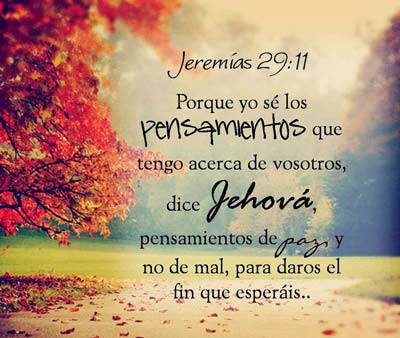 Jeremías 29:11
Porque yo sé los
pensamientos que
tengo acerca de vosotros,
dice Jehová,
pensamientos de paz, y
no de mal, para daros el
fin que esperáis..